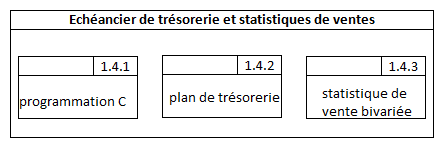 Echéancier de trésorerie et statistiques de ventes
1.4.1
programmation C
1.4.2
plan de trésorerie
1.4.3
statistique de
vente bivariée